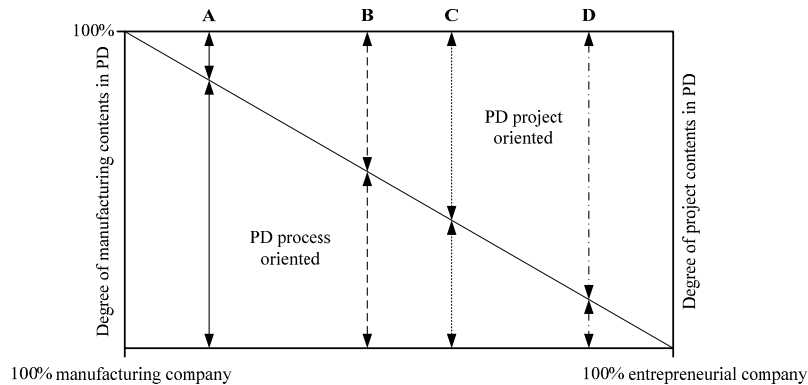 A
B
C
D
100%
Degree of manufacturing contents in PD
PD project
oriented
PD process
oriented
Degree of project contents in PD
100% manufacturing company
100% entrepreneurial company